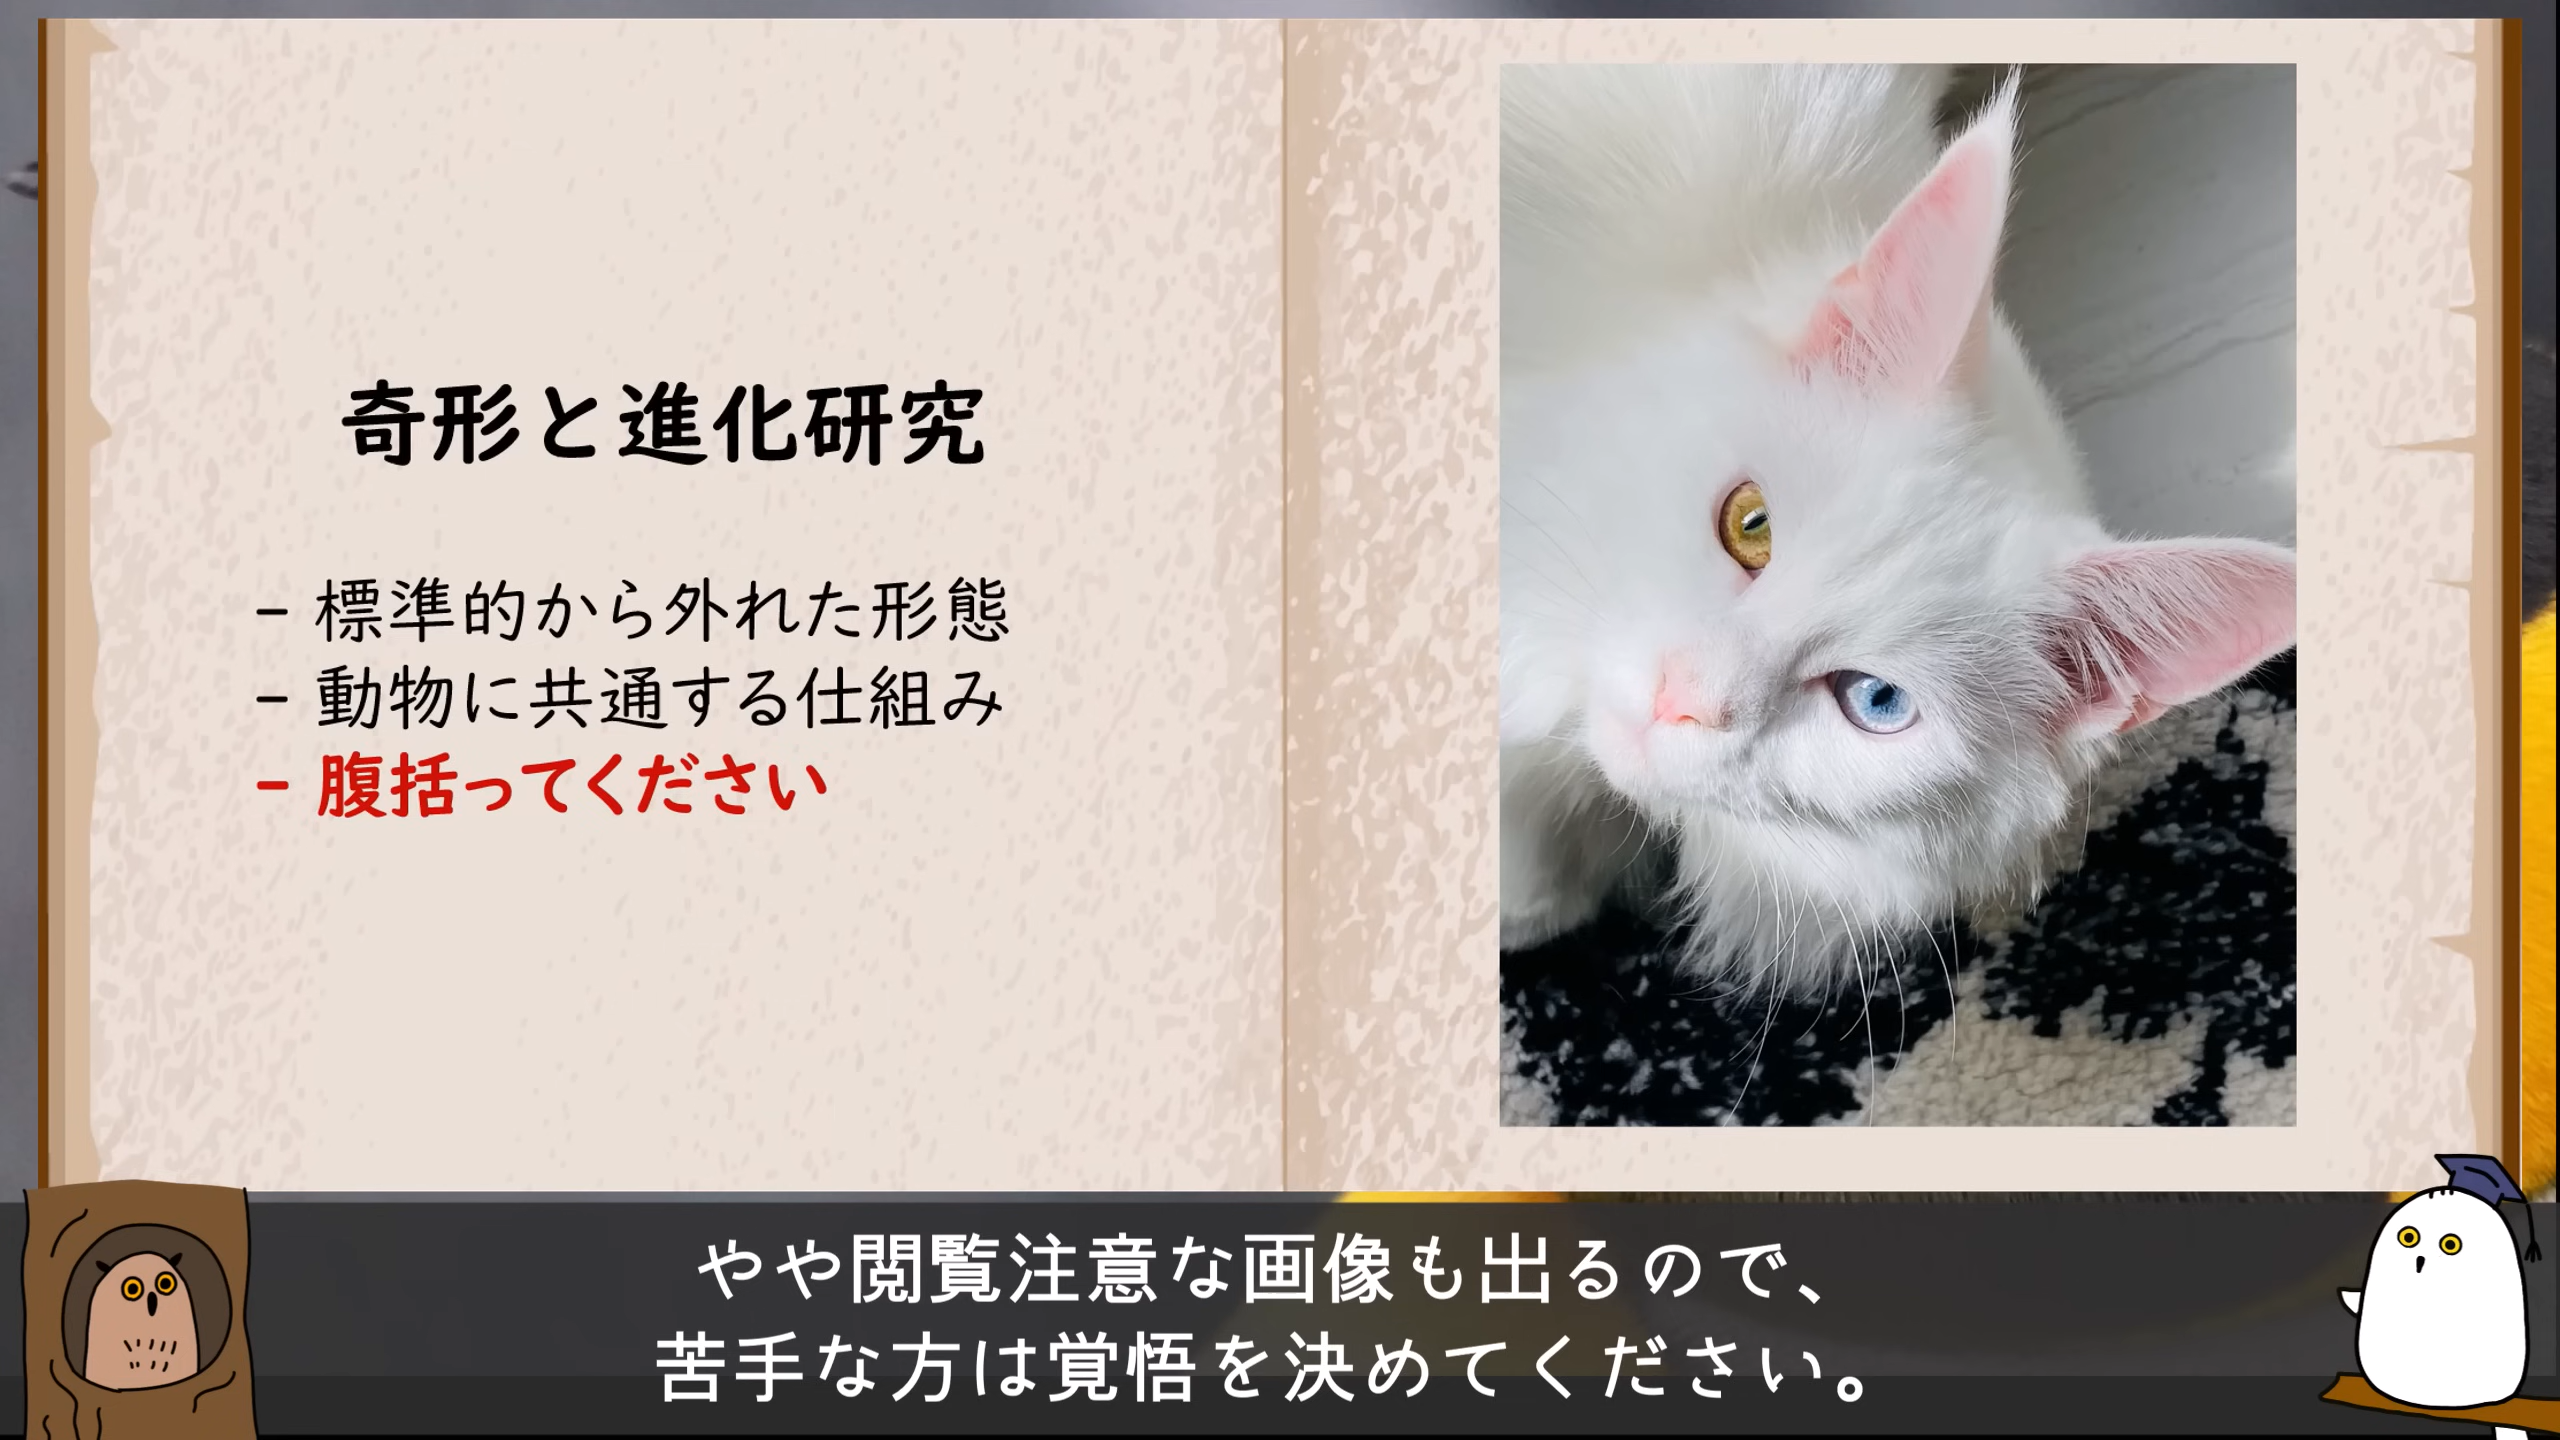 奇形と進化研究
- 標準的から外れた形態
- 動物に共通する仕組み
- 腹括ってください
やや閲覧注意な画像も出るので、
苦手な方は覚悟を決めてください。